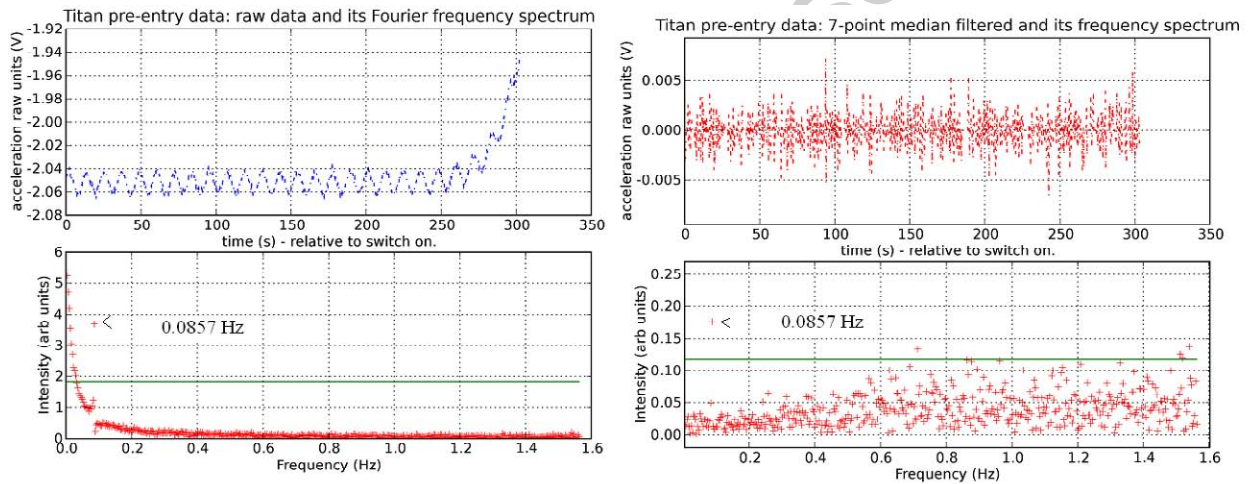 Titan pre-entry data: raw data and its Fourier frequency spectrum
acceleration raw units (V)
-1.92
-1.94
-1.96
-1.98
-2.00
-2.02
-2.04
-2.06
-2.08
0 50 100 150 200 250 300 350
time (s) - relative to switch on.
Intensity (arb units)
6
5
4
3
2
1
0
< 0.0857 Hz
0.0 0.2 0.4 0.6 0.8 1.0 1.2 1.4 1.6
Frequency (Hz)
Titan pre-entry data: 7-point median filtered and its frequency spectrum
acceleration raw units (V)
0.005
0.000
-0.005
0 50 100 150 200 250 300 350
time (s) - relative to switch on.
Intensity (arb units)
0.25
0.20
0.15
0.10
0.05
0.00
< 0.0857 Hz
0.2 0.4 0.6 0.8 1.0 1.2 1.4 1.6
Frequency (Hz)